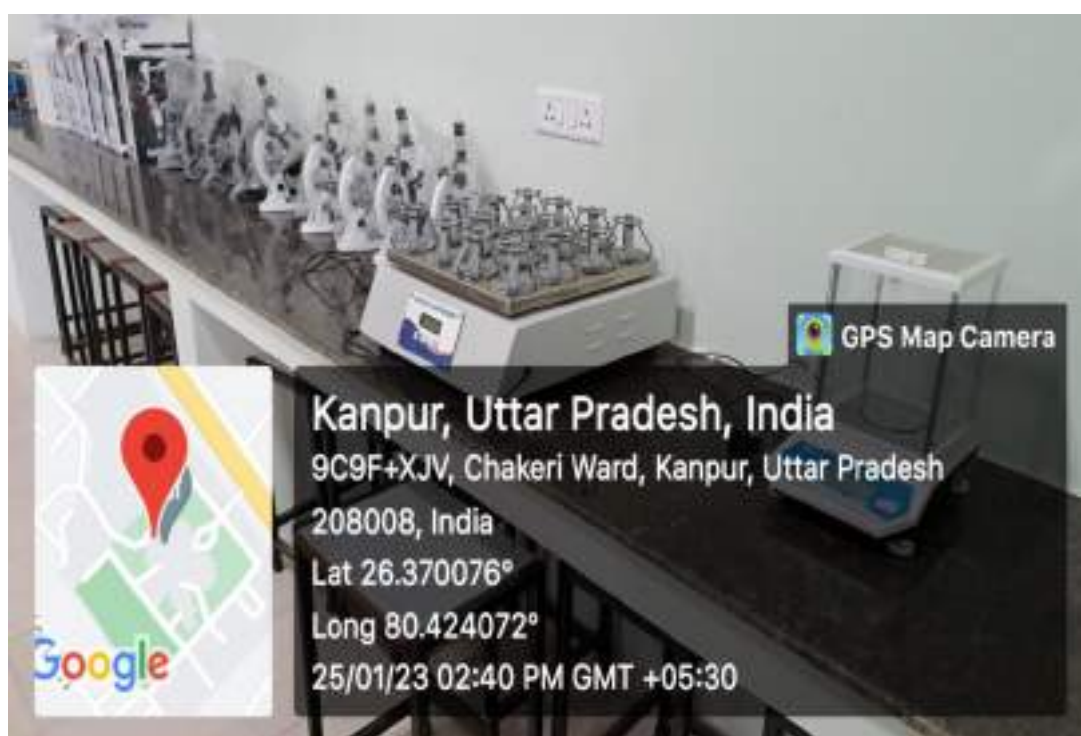 GPS Map Camera
Kanpur, Uttar Pradesh, India
9C9F+XJV, Chakeri Ward, Kanpur, Uttar Pradesh
208008, India
Lat 26.370076°
Long 80.424072°
25/01/23 02:40 PM GMT +05:30
Google